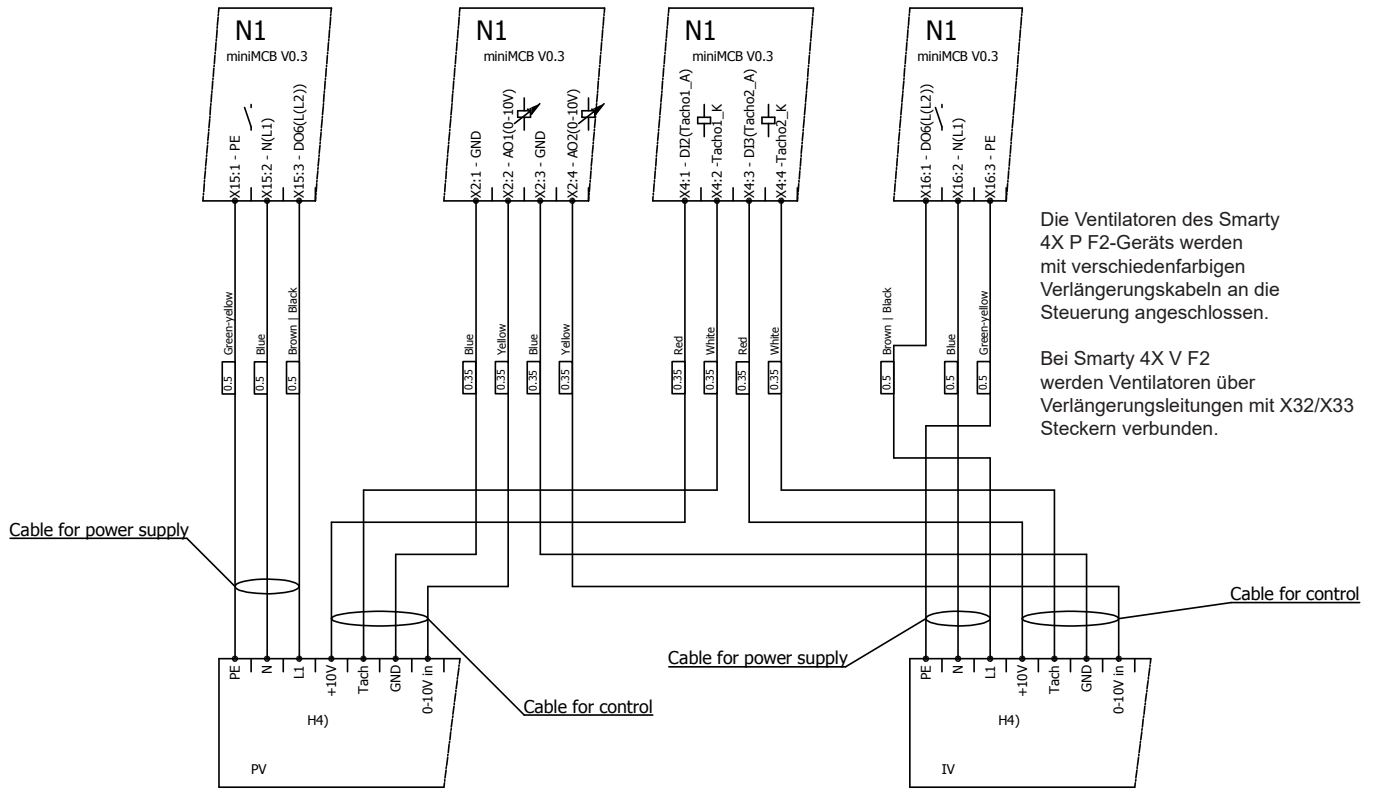 N1
miniMCB V0.3
X15:1 - PE
X15:2 - N(L1)
X15:3 - DO6(L(L2))
N1
miniMCB V0.3
X2:1 - GND
X2:2 - AO1(0-10V)
X2:3 - GND
X2:4 - AO2(0-10V)
N1
miniMCB V0.3
X4:1 - DI2(Tacho1_A)
X4:2 -Tacho1_K
X4:3 - DI3(Tacho2_A)
X4:4 -Tacho2_K
N1
miniMCB V0.3
X16:1 - DO6(L(L2))
X16:2 - N(L1)
X16:3 - PE
Die Ventilatoren des Smarty
4X P F2-Geräts werden
mit verschiedenfarbigen
Verlängerungskabeln an die
Steuerung angeschlossen.
Bei Smarty 4X V F2
werden Ventilatoren über
Verlängerungsleitungen mit X32/X33
Steckern verbunden.
0.5 Green-yellow
0.5 Blue
0.5 Brown | Black
0.35 Blue
0.35 Yellow
0.35 Blue
0.35 Yellow
0.35 Red
0.35 White
0.35 Red
0.35 White
0.5 Brown | Black
0.5 Blue
0.5 Green-yellow
Cable for power supply
Cable for control
Cable for power supply
Cable for control
PE
N
L1
+10V
Tach
GND
0-10V in
H4)
PV
PE
N
L1
+10V
Tach
GND
0-10V in
H4)
IV